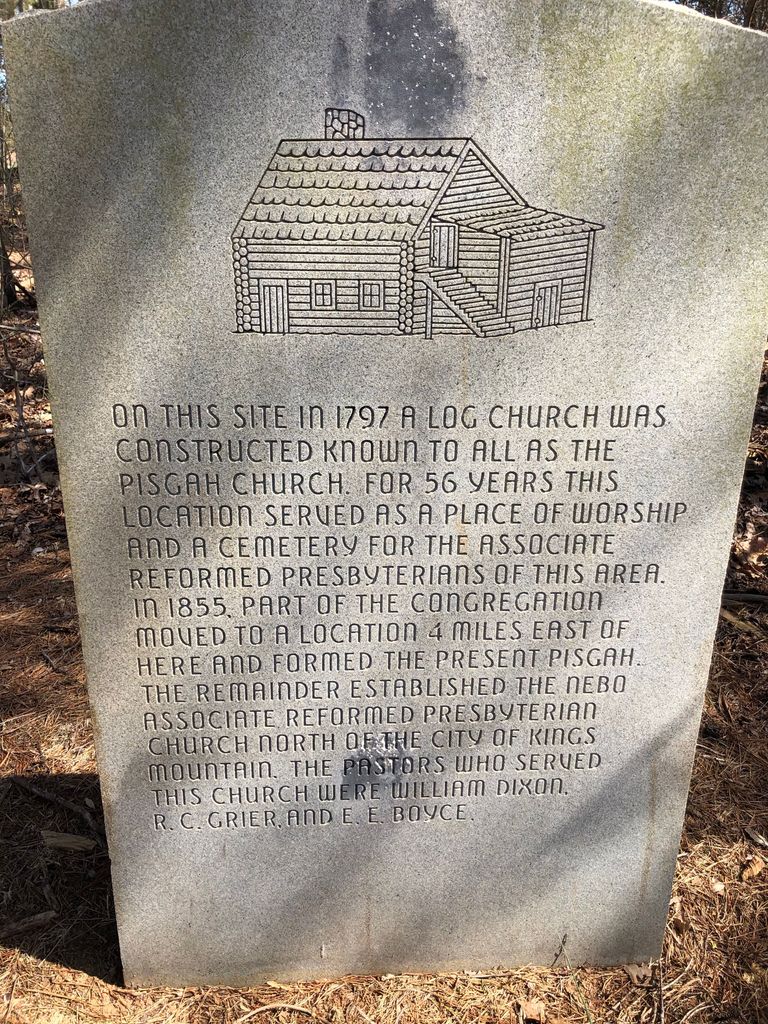 ON THIS SITE IN 1797 A LOG CHURCH WAS
CONSTRUCTED KNOWN TO ALL AS THE
PISGAH CHURCH. FOR 56 YEARS THIS
LOCATION SERVED AS A PLACE OF WORSHIP
AND A CEMETERY FOR THE ASSOCIATE
REFORMED PRESBYTERIANS OF THIS AREA.
IN 1855, PART OF THE CONGREGATION
MOVED TO A LOCATION 4 MILES EAST OF
HERE AND FORMED THE PRESENT PISGAH.
THE REMAINDER ESTABLISHED THE NEBO
ASSOCIATE REFORMED PRESBYTERIAN
CHURCH NORTH OF THE CITY OF KINGS
MOUNTAIN. THE PASTORS WHO SERVED
THIS CHURCH WERE WILLIAM DIXON,
R. C. GRIER, AND E. E. BOYCE.